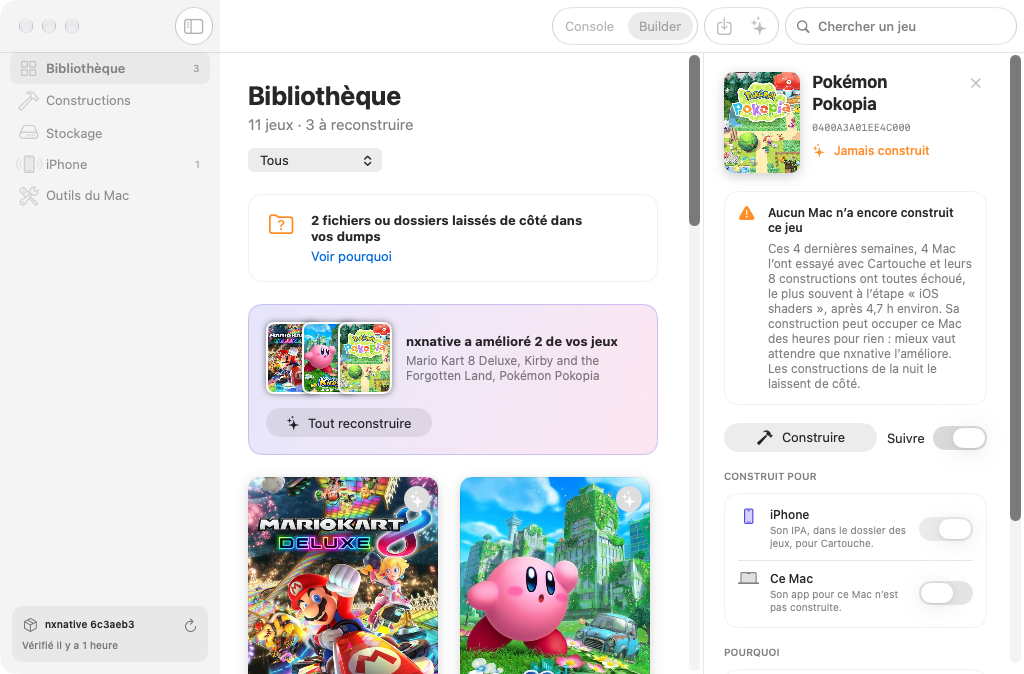 Console
Builder
Chercher un jeu
Bibliothèque
3
Constructions
Stockage
iPhone
1
Outils du Mac
nxnative 6c3aeb3
Vérifié il y a 1 heure
Bibliothèque
11 jeux · 3 à reconstruire
Tous
2 fichiers ou dossiers laissés de côté dans
vos dumps
Voir pourquoi
nxnative a amélioré 2 de vos jeux
Mario Kart 8 Deluxe, Kirby and the
Forgotten Land, Pokémon Pokopia
Tout reconstruire
MARIOKART 8
DELUXE
Pokémon
Pokopia
0400A3A01EE4C000
Jamais construit
Aucun Mac n’a encore construit
ce jeu
Ces 4 dernières semaines, 4 Mac
l’ont essayé avec Cartouche et leurs
8 constructions ont toutes échoué,
le plus souvent à l’étape « iOS
shaders », après 4,7 h environ. Sa
construction peut occuper ce Mac
des heures pour rien : mieux vaut
attendre que nxnative l’améliore.
Les constructions de la nuit le
laissent de côté.
Construire
Suivre
CONSTRUIT POUR
iPhone
Son IPA, dans le dossier des
jeux, pour Cartouche.
Ce Mac
Son app pour ce Mac n’est
pas construite.
POURQUOI